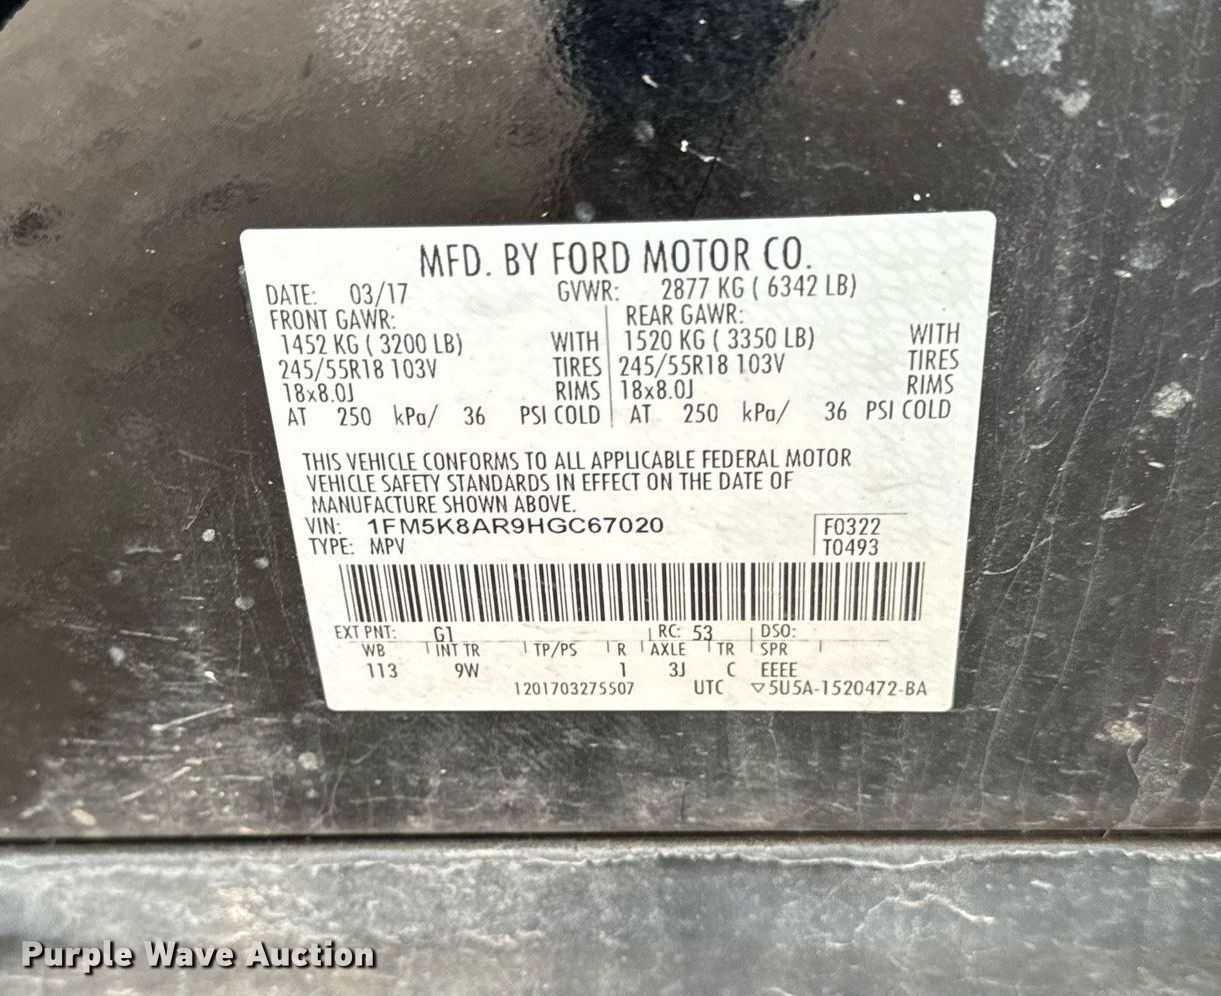 MFD. BY FORD MOTOR CO.
DATE: 03/17 GVWR: 2877 KG ( 6342 LB)
FRONT GAWR: REAR GAWR:
1452 KG ( 3200 LB) WITH 1520 KG ( 3350 LB) WITH
245/55R18 103V TIRES 245/55R18 103V TIRES
18x8.0J RIMS 18x8.0J RIMS
AT 250 kPa/ 36 PSI COLD AT 250 kPa/ 36 PSI COLD
THIS VEHICLE CONFORMS TO ALL APPLICABLE FEDERAL MOTOR
VEHICLE SAFETY STANDARDS IN EFFECT ON THE DATE OF
MANUFACTURE SHOWN ABOVE.
VIN: 1FM5K8AR9HGC67020 F0322
TYPE: MPV T0493
EXT PNT: G1 RC: 53 DSO:
WB INT TR TP/PS R AXLE TR SPR
113 9W 1 3J C EEEE
1201703275507 UTC ▽5U5A-1520472-BA
Purple Wave Auction